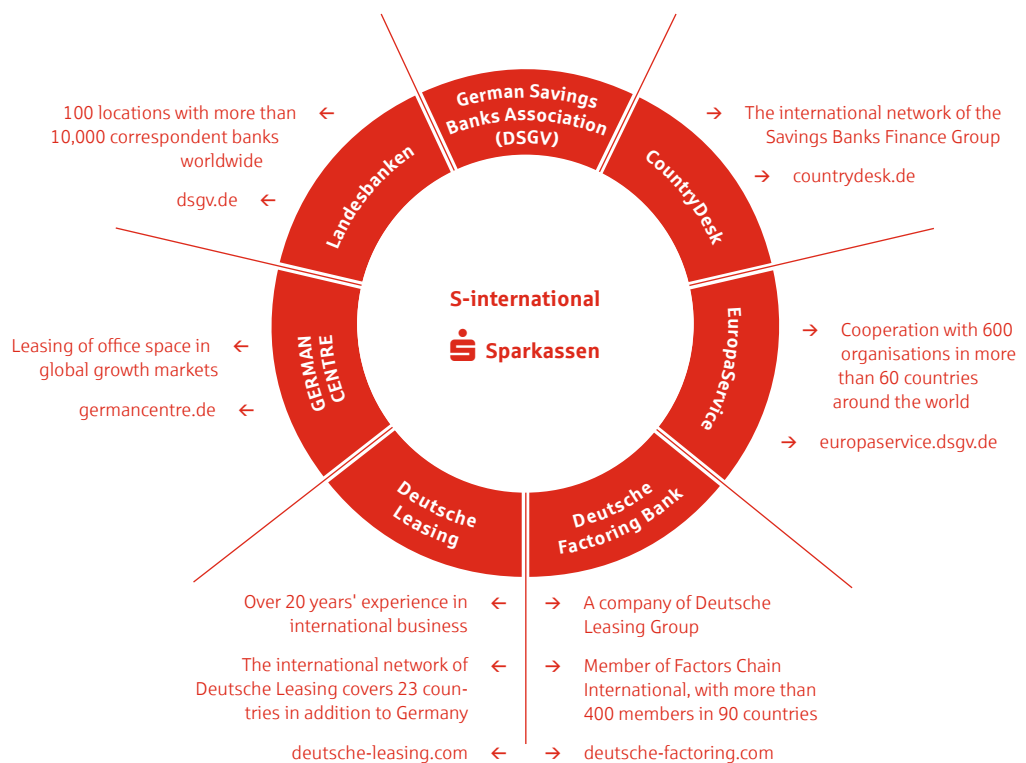 German Savings
Banks Association
(DSGV)
100 locations with more than
10,000 correspondent banks
worldwide
dsgv.de
Landesbanken
CountryDesk
The international network of the
Savings Banks Finance Group
countrydesk.de
S-international
Sparkassen
Leasing of office space in
global growth markets
germancentre.de
GERMAN
CENTRE
EuropaService
Cooperation with 600
organisations in more
than 60 countries
around the world
europaservice.dsgv.de
Deutsche
Leasing
Deutsche
Factoring Bank
Over 20 years' experience in
international business
The international network of
Deutsche Leasing covers 23 coun-
tries in addition to Germany
deutsche-leasing.com
A company of Deutsche
Leasing Group
Member of Factors Chain
International, with more than
400 members in 90 countries
deutsche-factoring.com